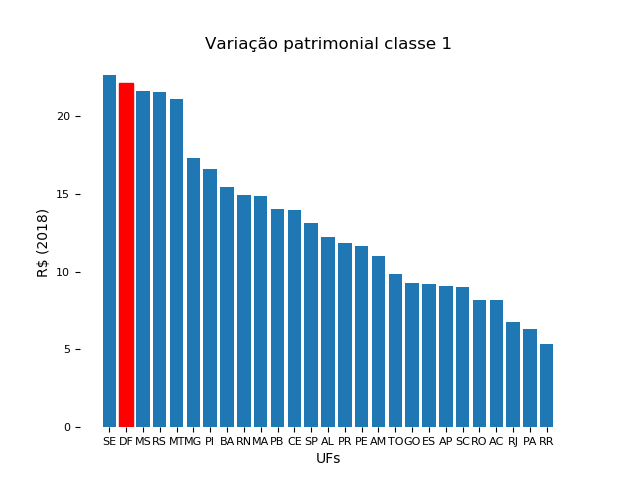 Variação patrimonial classe 1
R$ (2018)
20
15
10
5
0
SE DF MS RS MT MG PI BA RN MA PB CE SP AL PR PE AM TO GO ES AP SC RO AC RJ PA RR
UFs